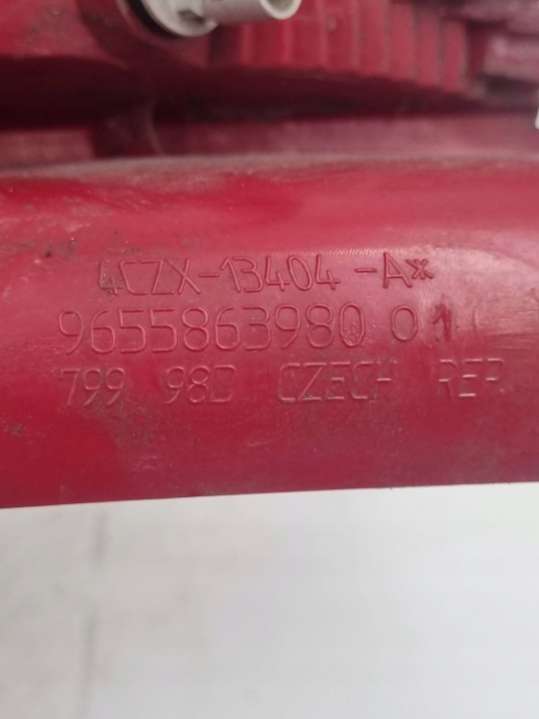 4CZX-13404-A*
9655863980 01
799 98D CZECH REP.